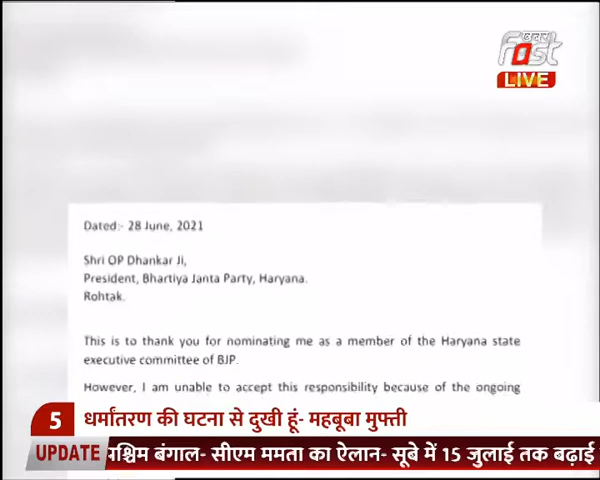 खबर
Fast
LIVE
Dated:- 28 June, 2021
Shri OP Dhankar Ji,
President, Bhartiya Janta Party, Haryana.
Rohtak.
This is to thank you for nominating me as a member of the Haryana state
executive committee of BJP.
However, I am unable to accept this responsibility because of the ongoing
5 धर्मांतरण की घटना से दुखी हूं- महबूबा मुफ्ती
UPDATE पश्चिम बंगाल- सीएम ममता का ऐलान- सूबे में 15 जुलाई तक बढ़ाई